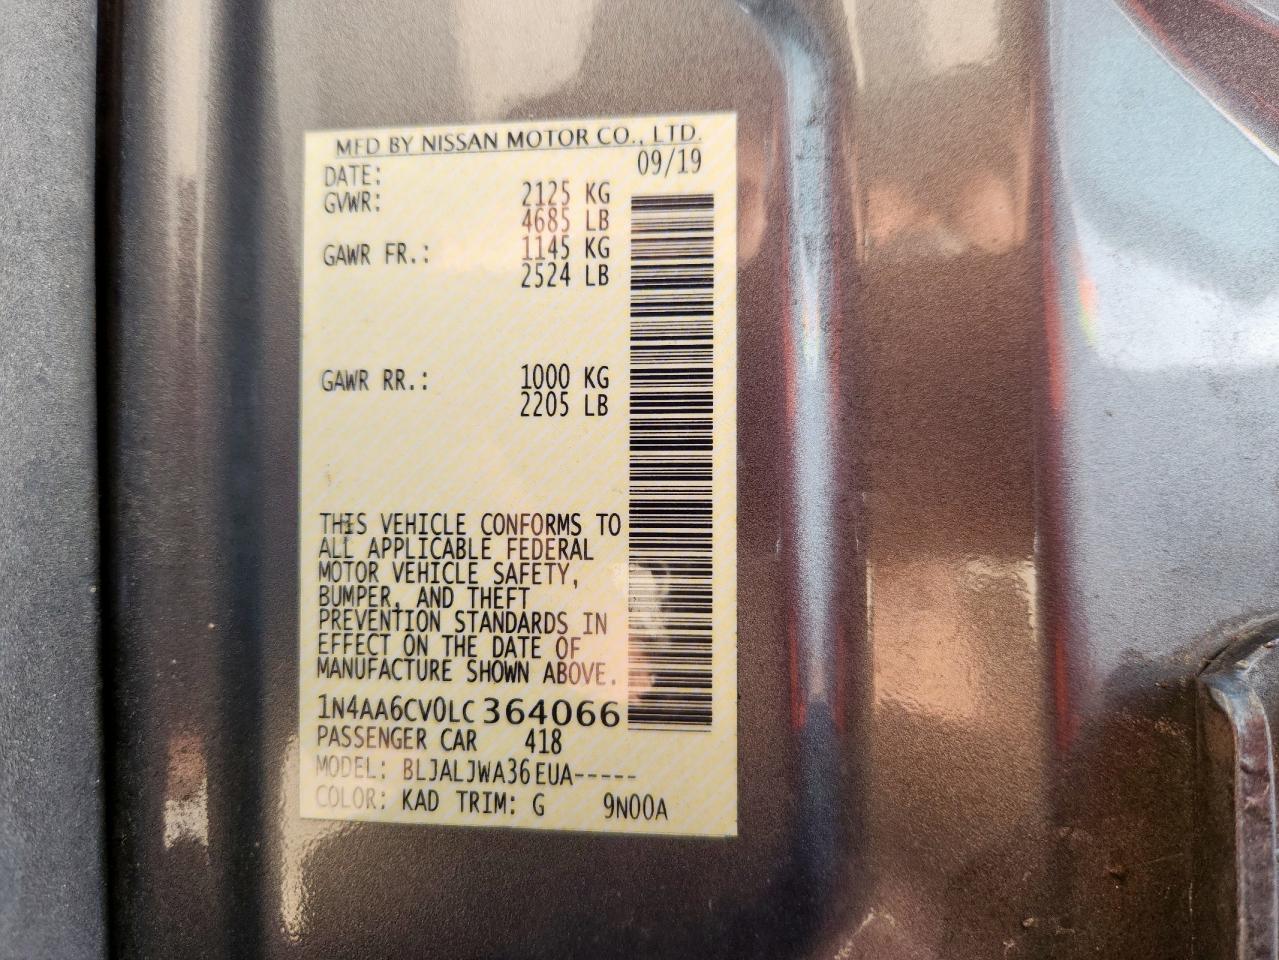 MFD BY NISSAN MOTOR CO., LTD.
DATE: 09/19
GVWR: 2125 KG
4685 LB
GAWR FR.: 1145 KG
2524 LB
GAWR RR.: 1000 KG
2205 LB
THIS VEHICLE CONFORMS TO
ALL APPLICABLE FEDERAL
MOTOR VEHICLE SAFETY,
BUMPER, AND THEFT
PREVENTION STANDARDS IN
EFFECT ON THE DATE OF
MANUFACTURE SHOWN ABOVE.
1N4AA6CV0LC364066
PASSENGER CAR 418
MODEL: BLJALJWA36EUA-----
COLOR: KAD TRIM: G 9N00A